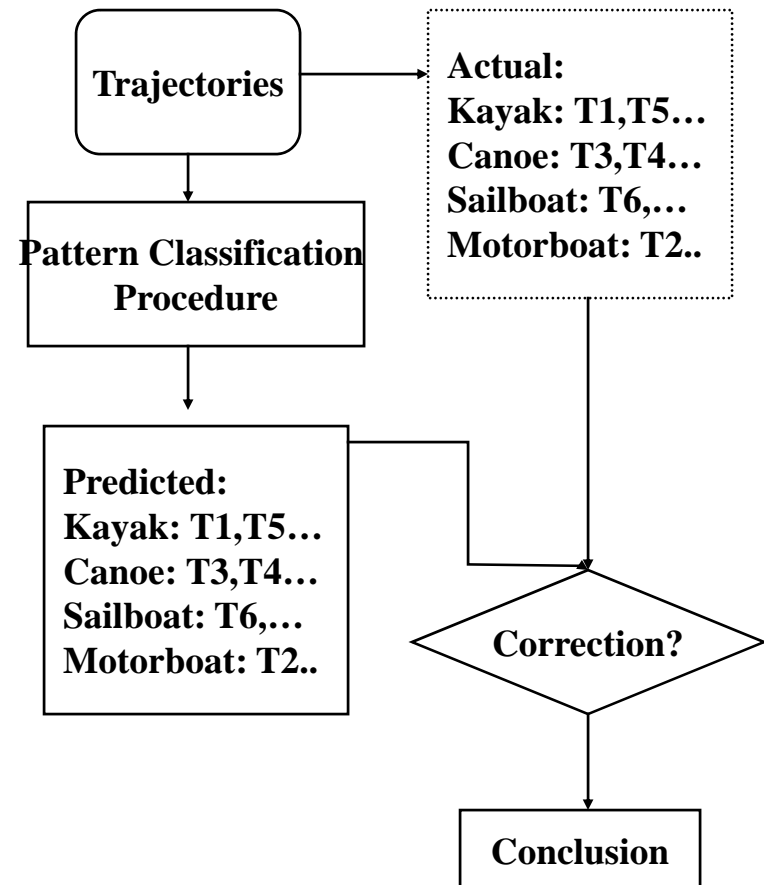 Trajectories
Actual:
Kayak: T1,T5…
Canoe: T3,T4…
Sailboat: T6,…
Motorboat: T2..
Pattern Classification
Procedure
Predicted:
Kayak: T1,T5…
Canoe: T3,T4…
Sailboat: T6,…
Motorboat: T2..
Correction?
Conclusion